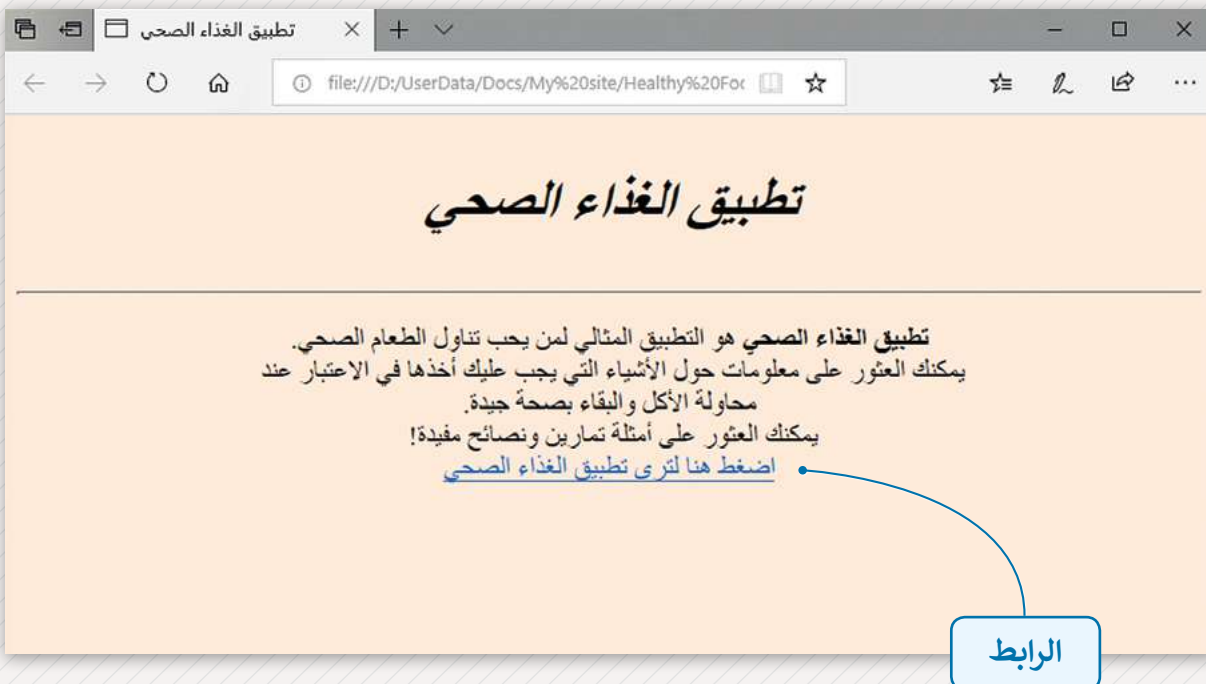 تطبيق الغذاء الصحي
file:///D:/UserData/Docs/My%20site/Healthy%20Foo
تطبيق الغذاء الصحي
تطبيق الغذاء الصحي هو التطبيق المثالي لمن يحب تناول الطعام الصحي.
يمكنك العثور على معلومات حول الأشياء التي يجب عليك أخذها في الاعتبار عند
محاولة الأكل والبقاء بصحة جيدة.
يمكنك العثور على أمثلة تمارين ونصائح مفيدة!
اضغط هنا لترى تطبيق الغذاء الصحي
الرابط